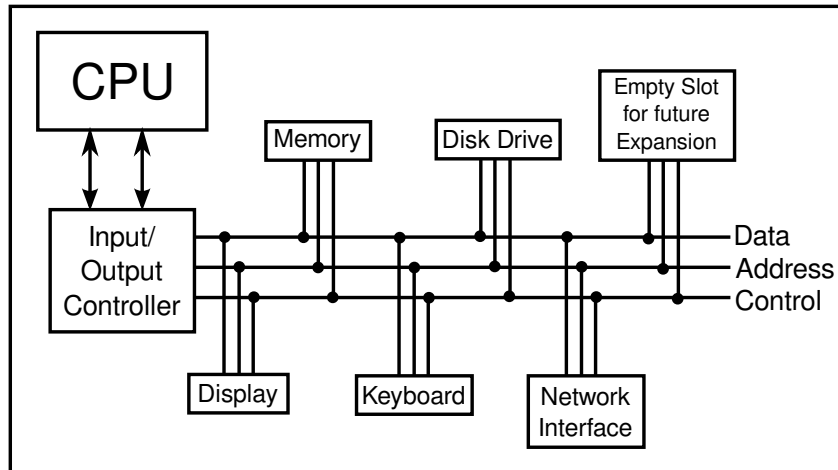 CPU
Memory
Disk Drive
Empty Slot
for future
Expansion
Input/
Output
Controller
Data
Address
Control
Display
Keyboard
Network
Interface